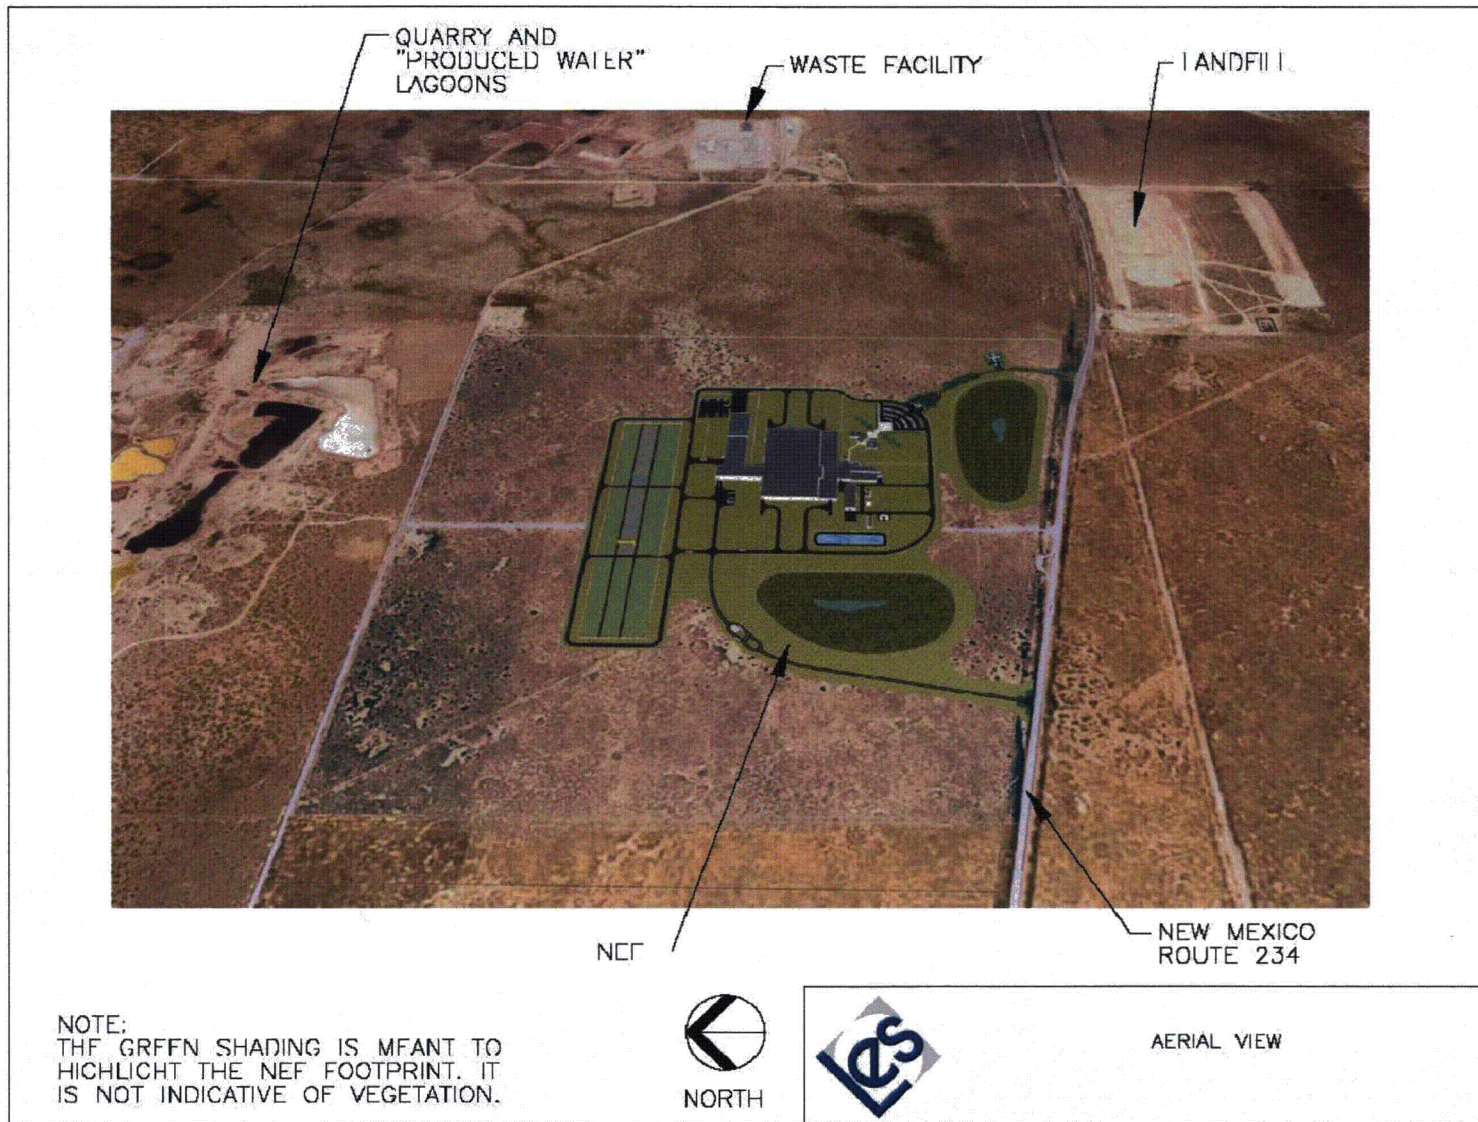 QUARRY AND
"PRODUCED WATER"
LAGOONS
WASTE FACILITY
LANDFILL
NEF
NEW MEXICO
ROUTE 234
NOTE:
THE GREEN SHADING IS MEANT TO
HIGHLIGHT THE NEF FOOTPRINT. IT
IS NOT INDICATIVE OF VEGETATION.
NORTH
Les
AERIAL VIEW